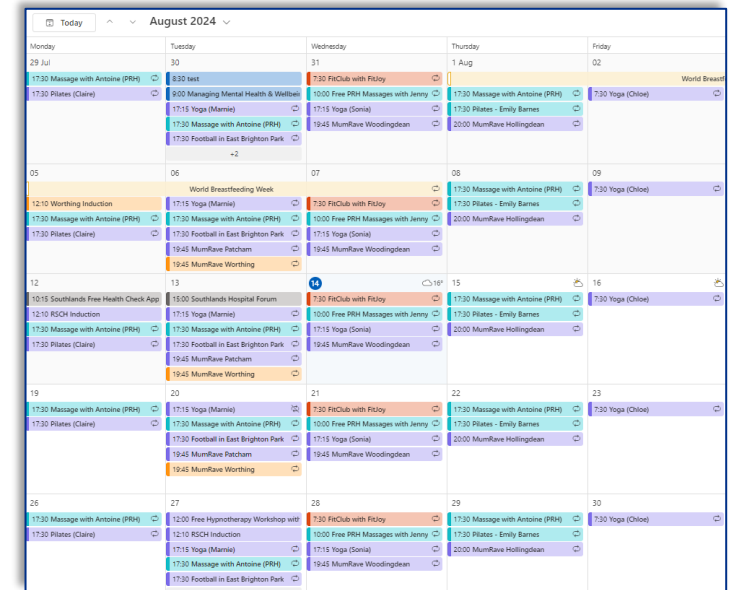 Today
August 2024
Monday Tuesday Wednesday Thursday Friday
29 Jul
17:30 Massage with Antoine (PRH)
17:30 Pilates (Claire)
30
8:30 test
9:00 Managing Mental Health & Wellbein
17:15 Yoga (Marnie)
17:30 Massage with Antoine (PRH)
17:30 Football in East Brighton Park
+2
31
7:30 FitClub with FitJoy
10:00 Free PRH Massages with Jenny
17:15 Yoga (Sonia)
19:45 MumRave Woodingdean
1 Aug
World Breastf
17:30 Massage with Antoine (PRH)
17:30 Pilates - Emily Barnes
20:00 MumRave Hollingdean
02
7:30 Yoga (Chloe)
05
World Breastfeeding Week
12:10 Worthing Induction
17:30 Massage with Antoine (PRH)
17:30 Pilates (Claire)
06
17:15 Yoga (Marnie)
17:30 Massage with Antoine (PRH)
17:30 Football in East Brighton Park
19:45 MumRave Patcham
19:45 MumRave Worthing
07
7:30 FitClub with FitJoy
10:00 Free PRH Massages with Jenny
17:15 Yoga (Sonia)
19:45 MumRave Woodingdean
08
17:30 Massage with Antoine (PRH)
17:30 Pilates - Emily Barnes
20:00 MumRave Hollingdean
09
7:30 Yoga (Chloe)
12
10:15 Southlands Free Health Check App
12:10 RSCH Induction
17:30 Massage with Antoine (PRH)
17:30 Pilates (Claire)
13
15:00 Southlands Hospital Forum
17:15 Yoga (Marnie)
17:30 Massage with Antoine (PRH)
17:30 Football in East Brighton Park
19:45 MumRave Patcham
19:45 MumRave Worthing
14 16°
7:30 FitClub with FitJoy
10:00 Free PRH Massages with Jenny
17:15 Yoga (Sonia)
19:45 MumRave Woodingdean
15
17:30 Massage with Antoine (PRH)
17:30 Pilates - Emily Barnes
20:00 MumRave Hollingdean
16
7:30 Yoga (Chloe)
19
17:30 Massage with Antoine (PRH)
17:30 Pilates (Claire)
20
17:15 Yoga (Marnie)
17:30 Massage with Antoine (PRH)
17:30 Football in East Brighton Park
19:45 MumRave Patcham
19:45 MumRave Worthing
21
7:30 FitClub with FitJoy
10:00 Free PRH Massages with Jenny
17:15 Yoga (Sonia)
19:45 MumRave Woodingdean
22
17:30 Massage with Antoine (PRH)
17:30 Pilates - Emily Barnes
20:00 MumRave Hollingdean
23
7:30 Yoga (Chloe)
26
17:30 Massage with Antoine (PRH)
17:30 Pilates (Claire)
27
12:00 Free Hypnotherapy Workshop with
12:10 RSCH Induction
17:15 Yoga (Marnie)
17:30 Massage with Antoine (PRH)
17:30 Football in East Brighton Park
28
7:30 FitClub with FitJoy
10:00 Free PRH Massages with Jenny
17:15 Yoga (Sonia)
19:45 MumRave Woodingdean
29
17:30 Massage with Antoine (PRH)
17:30 Pilates - Emily Barnes
20:00 MumRave Hollingdean
30
7:30 Yoga (Chloe)